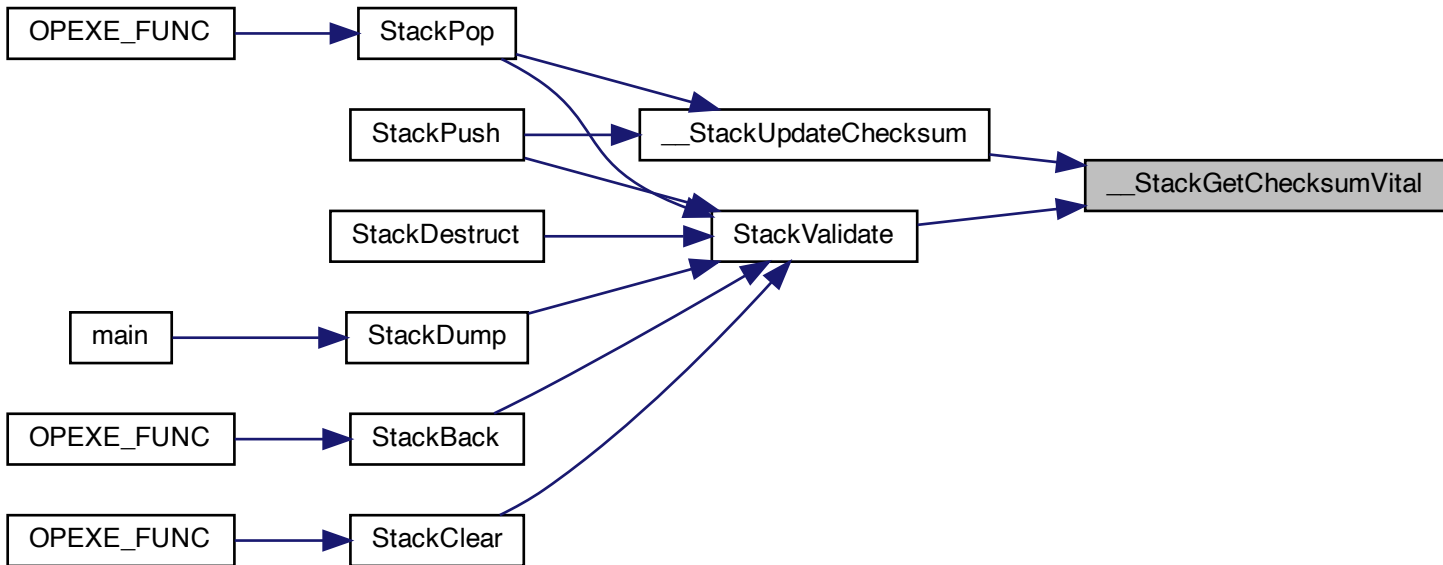 OPEXE_FUNC
StackPop
StackPush
__StackUpdateChecksum
__StackGetChecksumVital
StackDestruct
StackValidate
main
StackDump
OPEXE_FUNC
StackBack
OPEXE_FUNC
StackClear